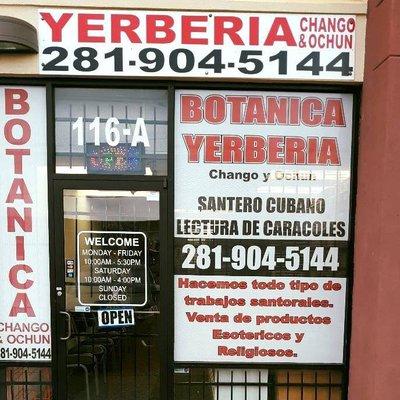 YERBERIA CHANGO
& OCHUN
281-904-5144
BOTANICA
CHANGO
& OCHUN
281-904-5144
116-A
OPEN
WELCOME
MONDAY - FRIDAY
10:00AM - 5:30PM
SATURDAY
10:00AM - 4:00PM
SUNDAY
CLOSED
OPEN
BOTANICA
YERBERIA
Chango y Ochun
SANTERO CUBANO
LECTURA DE CARACOLES
281-904-5144
Hacemos todo tipo de
trabajos santorales.
Venta de productos
Esotericos y
Religiosos.